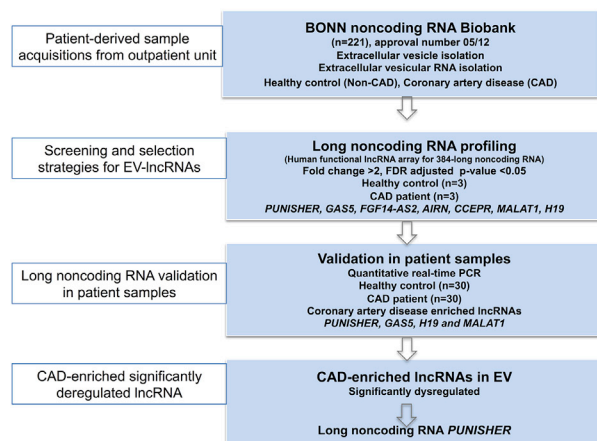 Patient-derived sample
acquisitions from outpatient unit
BONN noncoding RNA Biobank
(n=221), approval number 05/12
Extracellular vesicle isolation
Extracellular vesicular RNA isolation
Healthy control (Non-CAD), Coronary artery disease (CAD)
Screening and selection
strategies for EV-lncRNAs
Long noncoding RNA profiling
(Human functional lncRNA array for 384-long noncoding RNA)
Fold change >2, FDR adjusted p-value <0.05
Healthy control (n=3)
CAD patient (n=3)
PUNISHER, GAS5, FGF14-AS2, AIRN, CCEPR, MALAT1, H19
Long noncoding RNA validation
in patient samples
Validation in patient samples
Quantitative real-time PCR
Healthy control (n=30)
CAD patient (n=30)
Coronary artery disease enriched lncRNAs
PUNISHER, GAS5, H19 and MALAT1
CAD-enriched significantly
deregulated lncRNA
CAD-enriched lncRNAs in EV
Significantly dysregulated
Long noncoding RNA PUNISHER